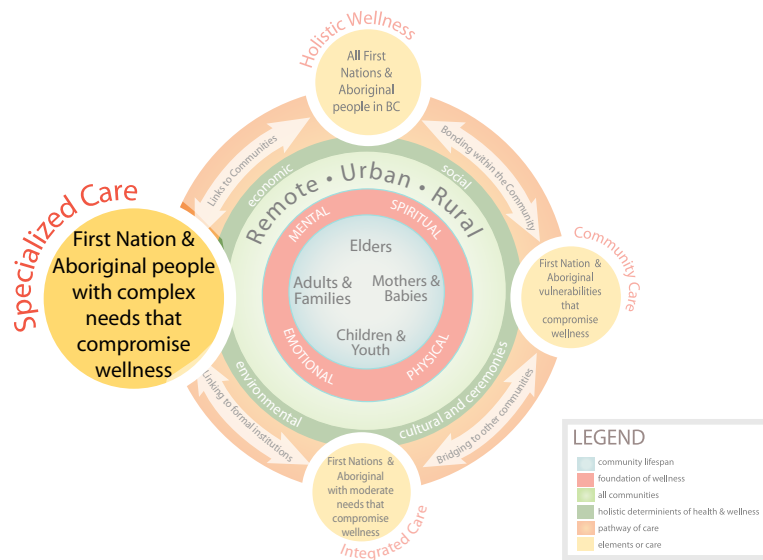 Holistic Wellness
All First
Nations &
Aboriginal
people in BC
Links to Communities
Bonding within the Community
economic
social
Remote • Urban • Rural
MENTAL
SPIRITUAL
Elders
Adults &
Families
Mothers &
Babies
Children &
Youth
EMOTIONAL
PHYSICAL
Specialized Care
First Nation &
Aboriginal people
with complex
needs that
compromise
wellness
Community Care
First Nation &
Aboriginal
vulnerabilities
that
compromise
wellness
environmental
cultural and ceremonies
Linking to formal institutions
Bridging to other communities
First Nations &
Aboriginal
with moderate
needs that
compromise
wellness
Integrated Care
LEGEND
community lifespan
foundation of wellness
all communities
holistic determinients of health & wellness
pathway of care
elements or care